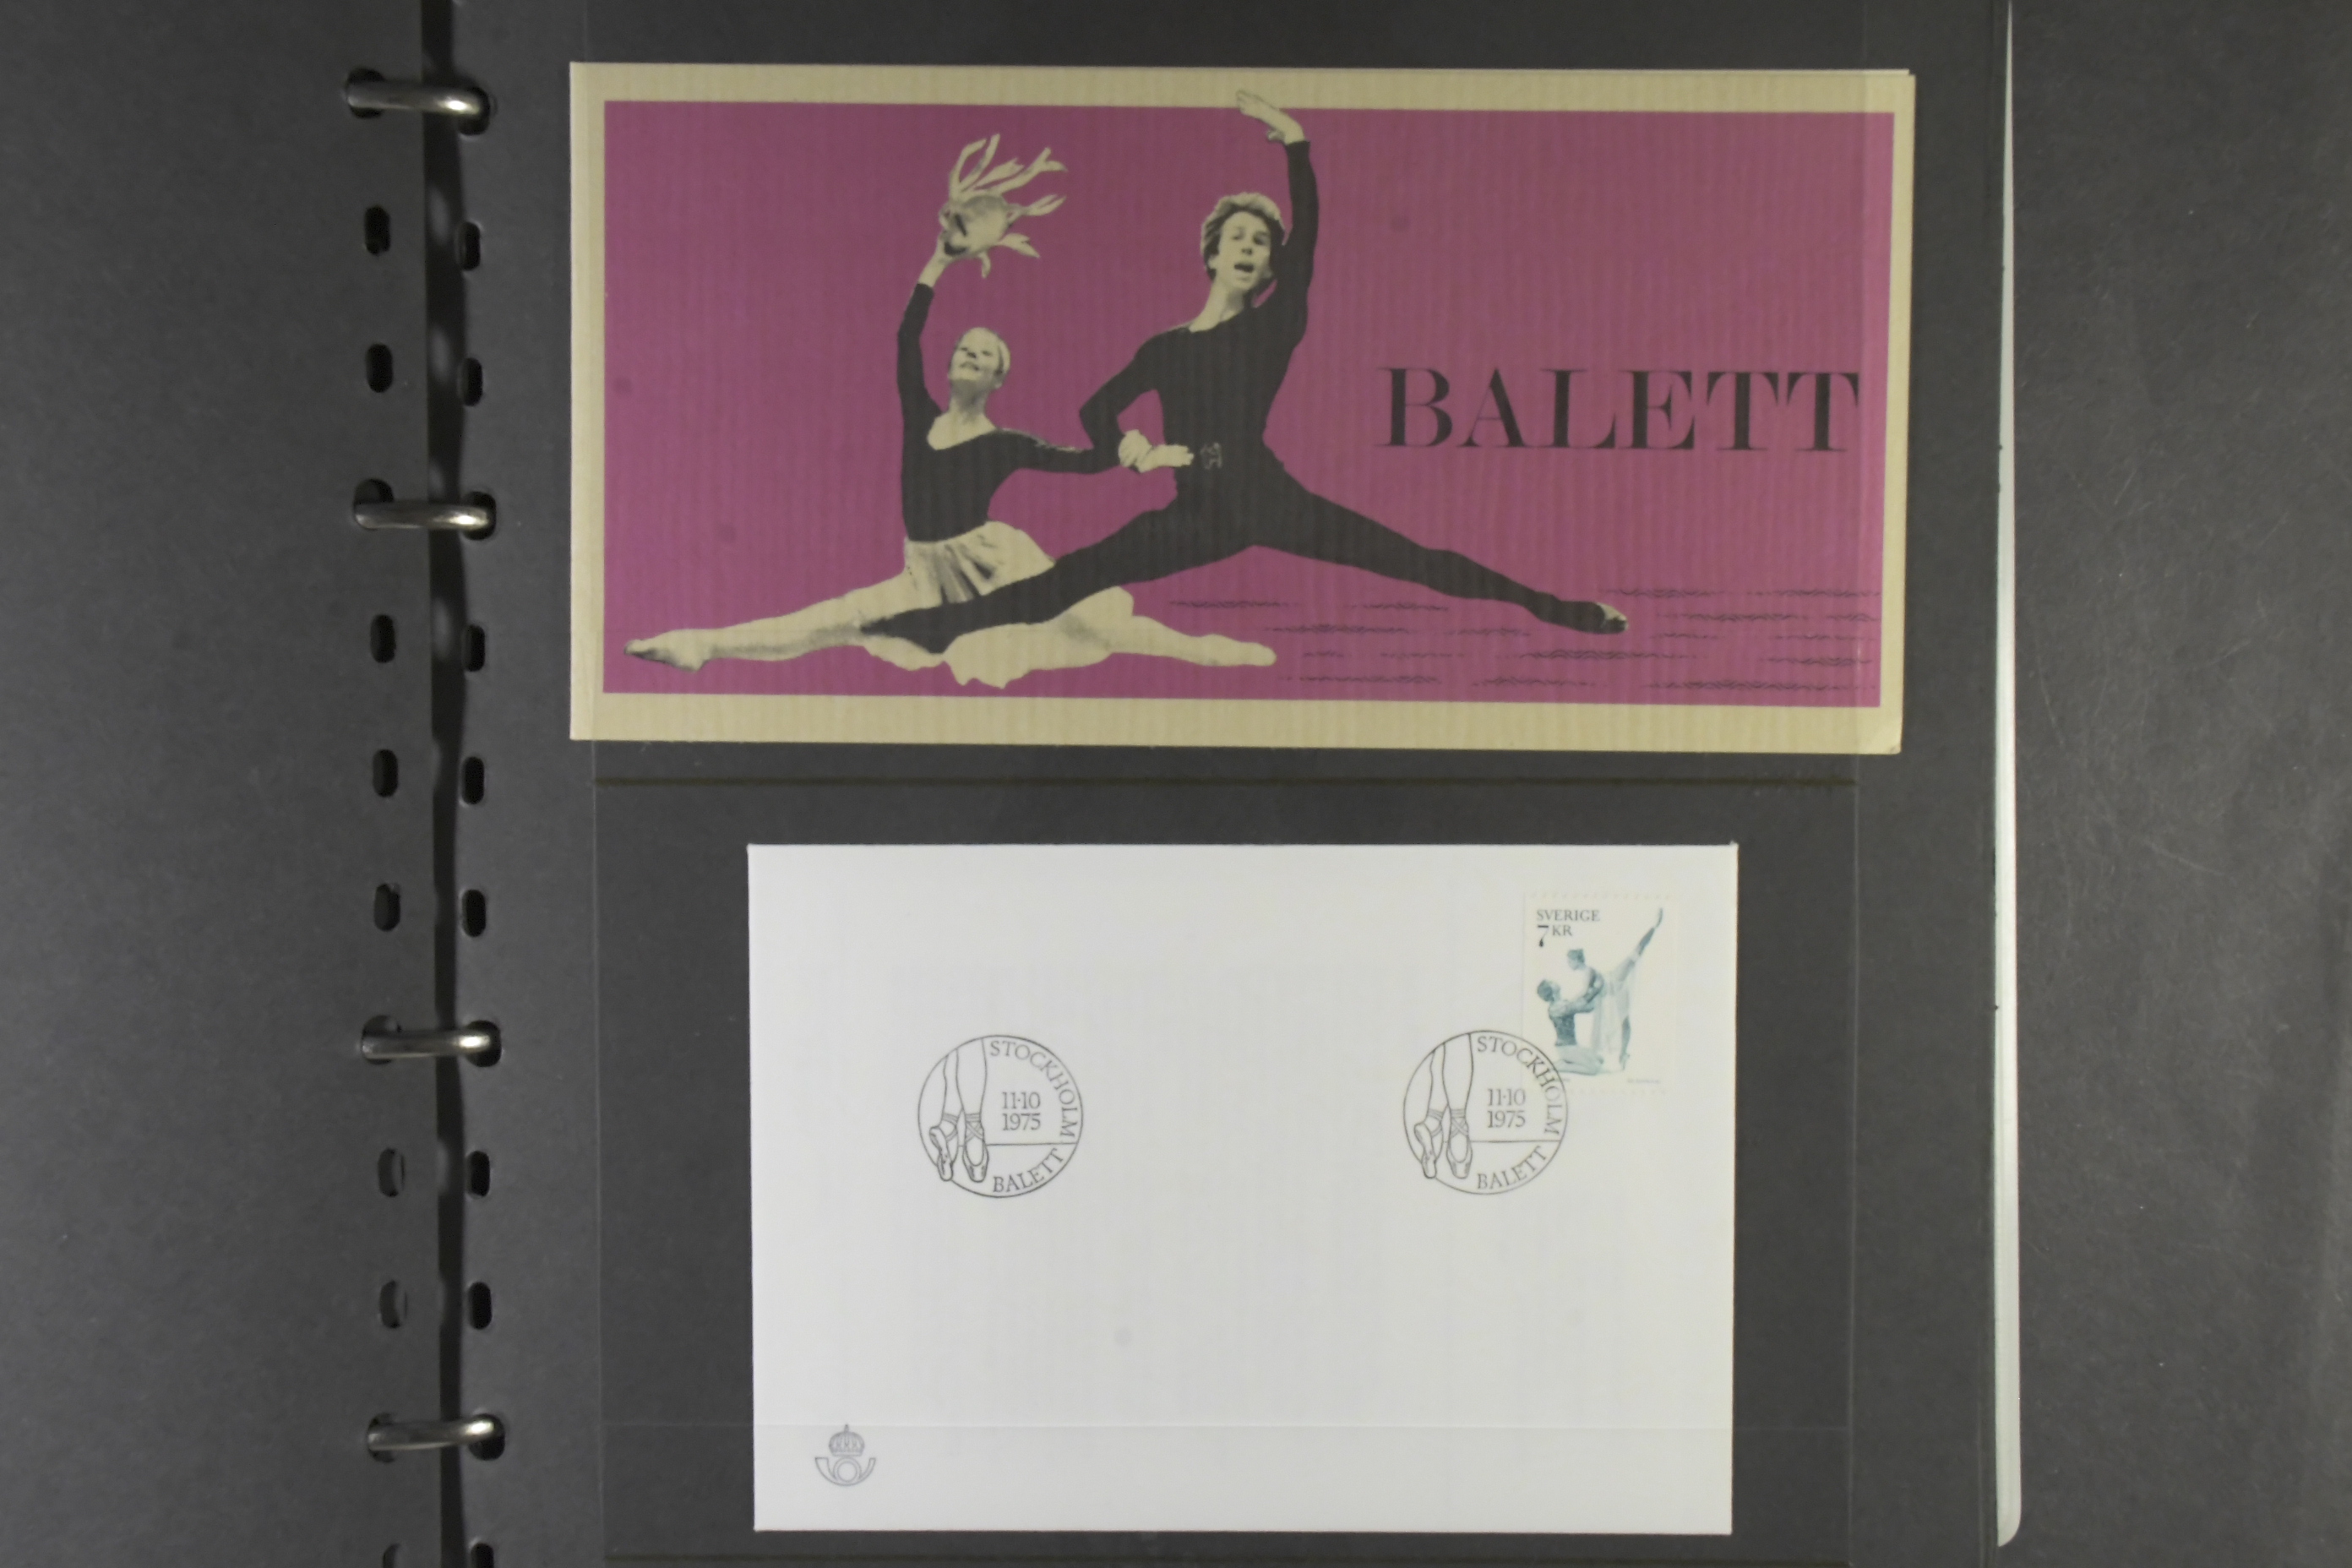 BALETT
SVERIGE
7 KR
STOCKHOLM
11·10
1975
BALETT
STOCKHOLM
11·10
1975
BALETT